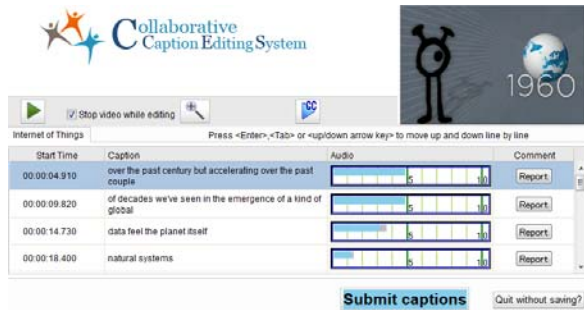 Collaborative
Caption Editing System
1960
Stop video while editing
CC
Internet of Things
Press <Enter>,<Tab> or <up/down arrow key> to move up and down line by line
Start Time Caption Audio Comment
00:00:04.910 over the past century but accelerating over the past couple 5 10 Report
00:00:09.820 of decades we've seen in the emergence of a kind of global 5 10 Report
00:00:14.730 data feel the planet itself 5 10 Report
00:00:18.400 natural systems 5 10 Report
Submit captions Quit without saving?